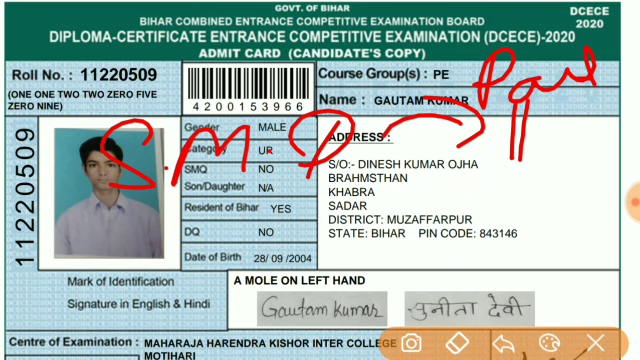 GOVT. OF BIHAR
BIHAR COMBINED ENTRANCE COMPETITIVE EXAMINATION BOARD
DCECE
2020
DIPLOMA-CERTIFICATE ENTRANCE COMPETITIVE EXAMINATION (DCECE)-2020
ADMIT CARD (CANDIDATE'S COPY)
Roll No. : 11220509
(ONE ONE TWO TWO ZERO FIVE
ZERO NINE)
4200153966
Course Group(s) : PE
Name : GAUTAM KUMAR
11220509
Gender MALE
Category UR
SMQ NO
Son/Daughter N/A
Resident of Bihar YES
DQ NO
Date of Birth 28/ 09 /2004
S.M
ADDRESS :
S/O:- DINESH KUMAR OJHA
BRAHMSTHAN
KHABRA
SADAR
DISTRICT: MUZAFFARPUR
STATE: BIHAR PIN CODE: 843146
Mark of Identification A MOLE ON LEFT HAND
Signature in English & Hindi Gautam Kumar सुनीता देवी
Centre of Examination : MAHARAJA HARENDRA KISHOR INTER COLLEGE
MOTIHARI